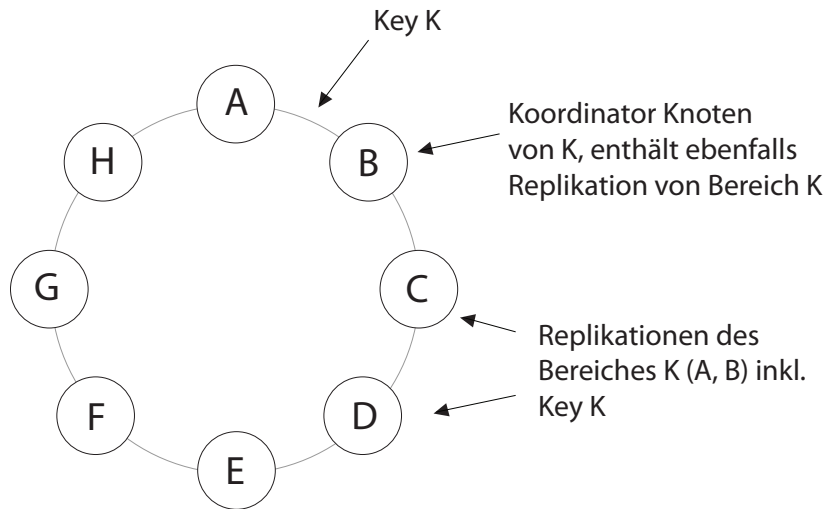 Key K
A
Koordinator Knoten
von K, enthält ebenfalls
Replikation von Bereich K
H
B
G
C
Replikationen des
Bereiches K (A, B) inkl.
Key K
F
D
E